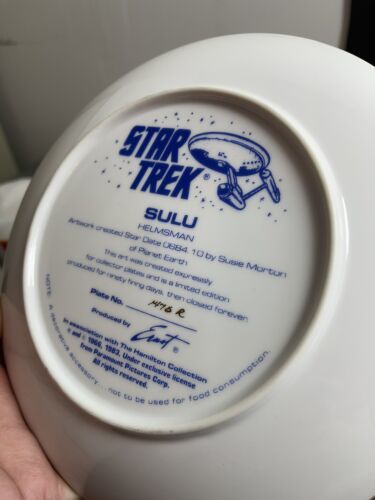 STAR
TREK®
SULU
HELMSMAN
Artwork created Star Date 0684.10 by Susie Morton
of Planet Earth
This art was created expressly
for collector plates and is a limited edition
produced for ninety firing days, then closed forever.
Plate No. 1476 R
Produced by Ernst®
In association with The Hamilton Collection
© and ™ 1966, 1983, Under exclusive license
from Paramount Pictures Corp.
All rights reserved.
NOTE: A decorative accessory... not to be used for food consumption.